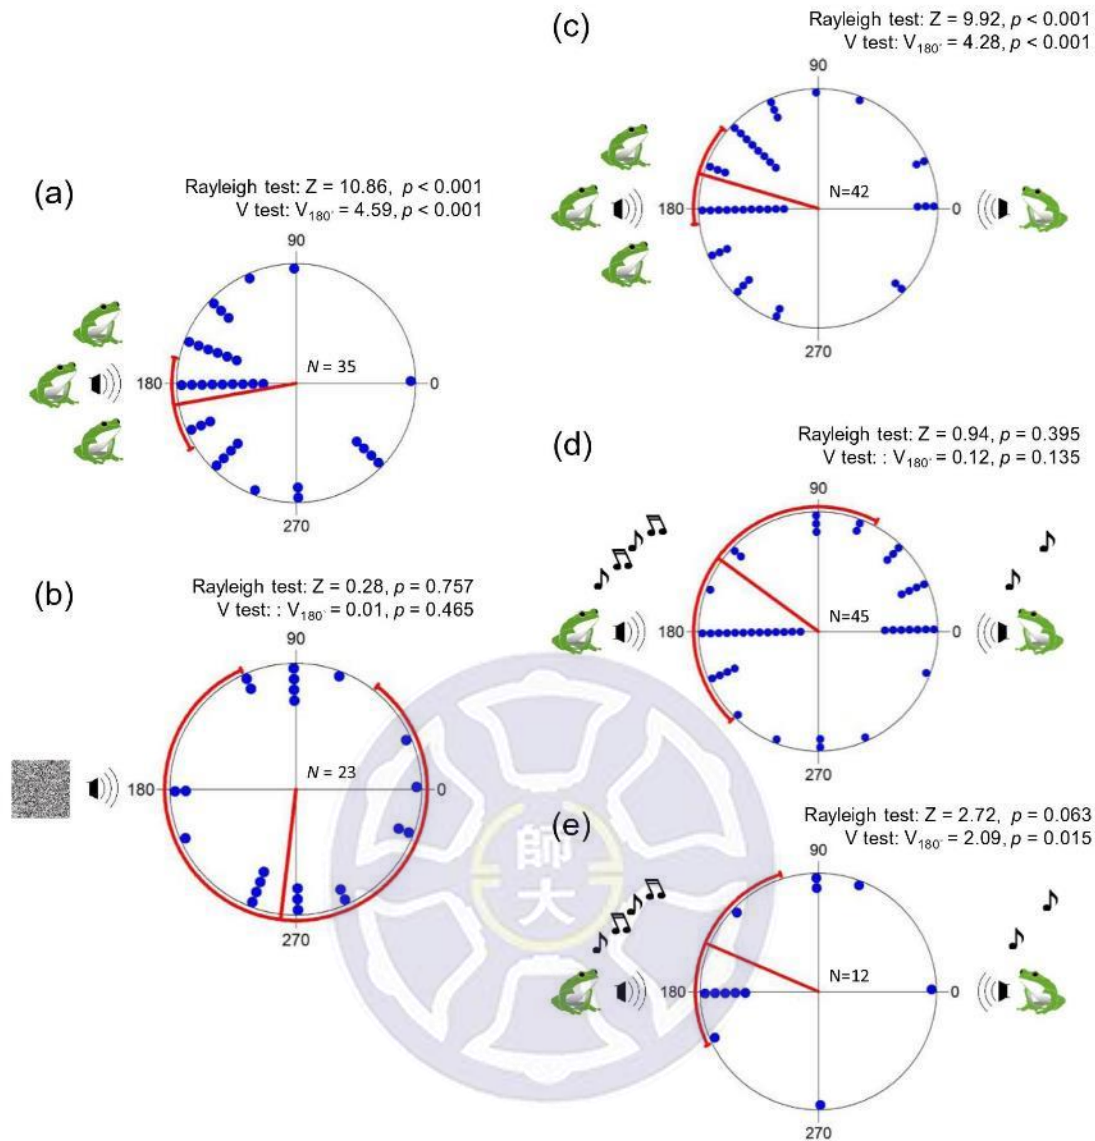 (a)
Rayleigh test: Z = 10.86, p < 0.001
V test: V180° = 4.59, p < 0.001
90
180
N = 35
0
270
(b)
Rayleigh test: Z = 0.28, p = 0.757
V test: : V180° = 0.01, p = 0.465
90
180
N = 23
0
270
(c)
Rayleigh test: Z = 9.92, p < 0.001
V test: V180° = 4.28, p < 0.001
90
180
N=42
0
270
(d)
Rayleigh test: Z = 0.94, p = 0.395
V test: : V180° = 0.12, p = 0.135
90
180
N=45
0
270
(e)
Rayleigh test: Z = 2.72, p = 0.063
V test: V180° = 2.09, p = 0.015
90
180
N=12
0
270
師
大